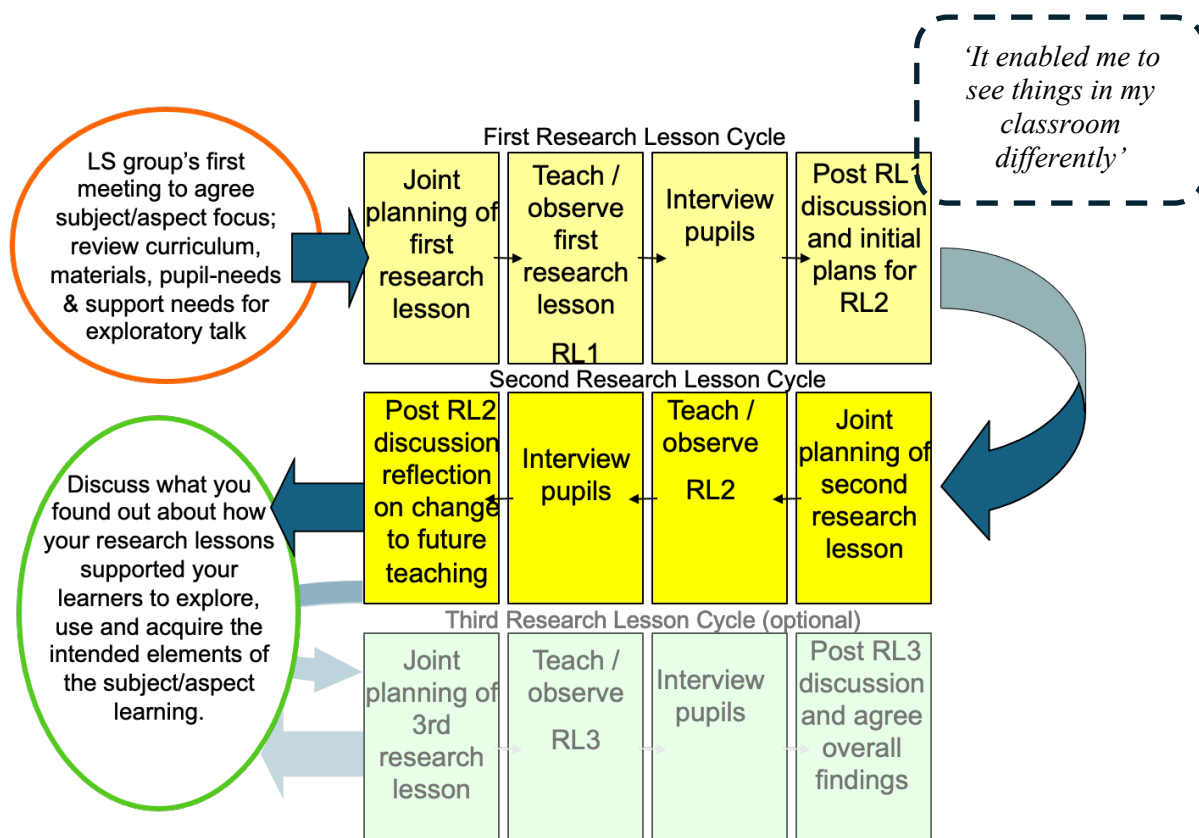 ‘It enabled me to
see things in my
classroom
differently’
LS group’s first
meeting to agree
subject/aspect focus;
review curriculum,
materials, pupil-needs
& support needs for
exploratory talk
First Research Lesson Cycle
Joint
planning of
first
research
lesson
Teach /
observe
first
research
lesson
RL1
Interview
pupils
Post RL1
discussion
and initial
plans for
RL2
Second Research Lesson Cycle
Joint
planning of
second
research
lesson
Teach /
observe
RL2
Interview
pupils
Post RL2
discussion
reflection
on change
to future
teaching
Discuss what you
found out about how
your research lessons
supported your
learners to explore,
use and acquire the
intended elements of
the subject/aspect
learning.
Third Research Lesson Cycle (optional)
Joint
planning of
3rd
research
lesson
Teach /
observe
RL3
Interview
pupils
Post RL3
discussion
and agree
overall
findings